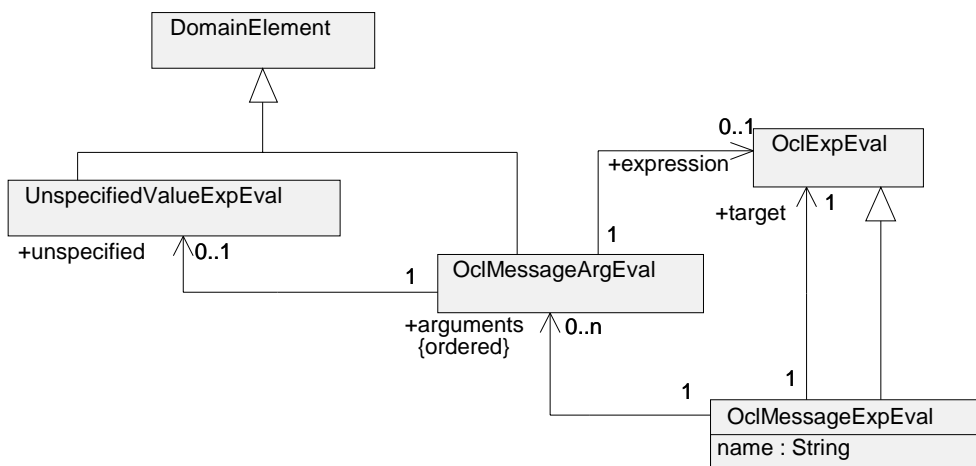 DomainElement
0..1
OclExpEval
+expression
UnspecifiedValueExpEval
+target
1
+unspecified
0..1
1
1
OclMessageArgEval
+arguments
{ordered}
0..n
1
1
OclMessageExpEval
name : String